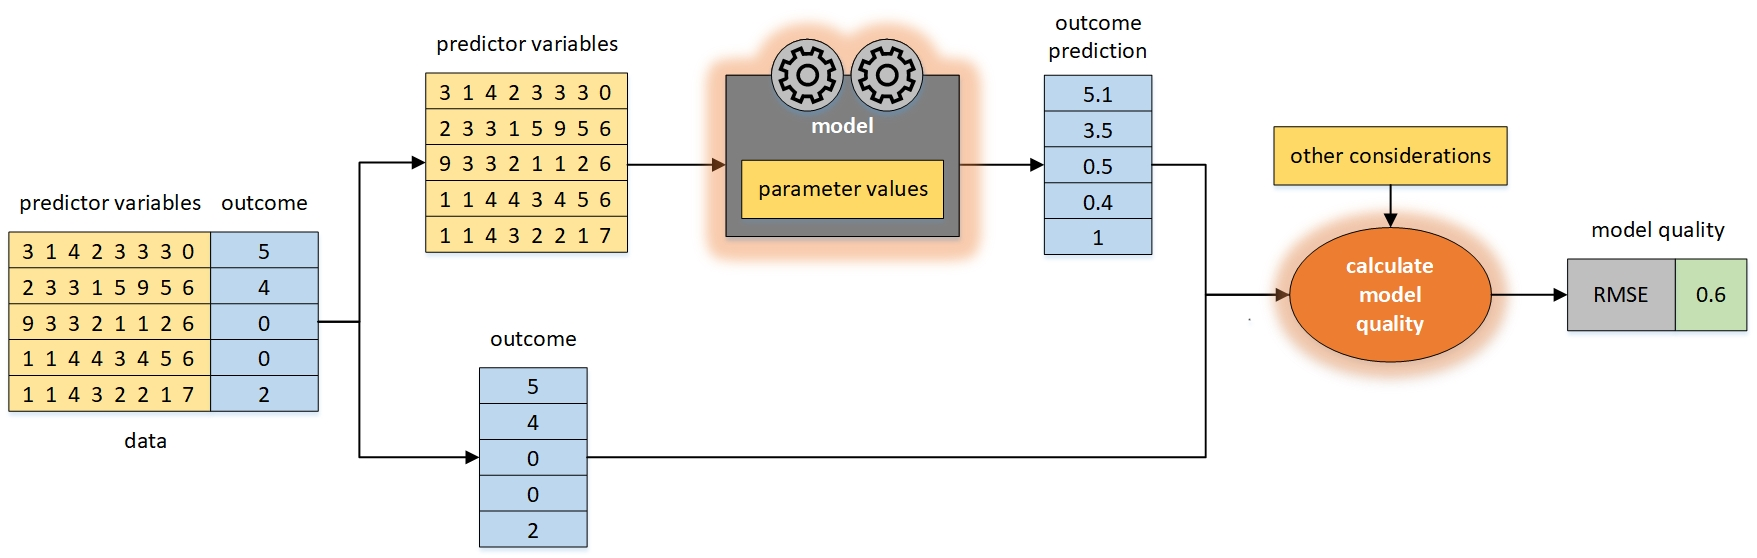 predictor variables outcome
3 1 4 2 3 3 3 0 5
2 3 3 1 5 9 5 6 4
9 3 3 2 1 1 2 6 0
1 1 4 4 3 4 5 6 0
1 1 4 3 2 2 1 7 2
data
predictor variables
3 1 4 2 3 3 3 0
2 3 3 1 5 9 5 6
9 3 3 2 1 1 2 6
1 1 4 4 3 4 5 6
1 1 4 3 2 2 1 7
outcome
5
4
0
0
2
model
parameter values
outcome
prediction
5.1
3.5
0.5
0.4
1
other considerations
calculate
model
quality
model quality
RMSE 0.6